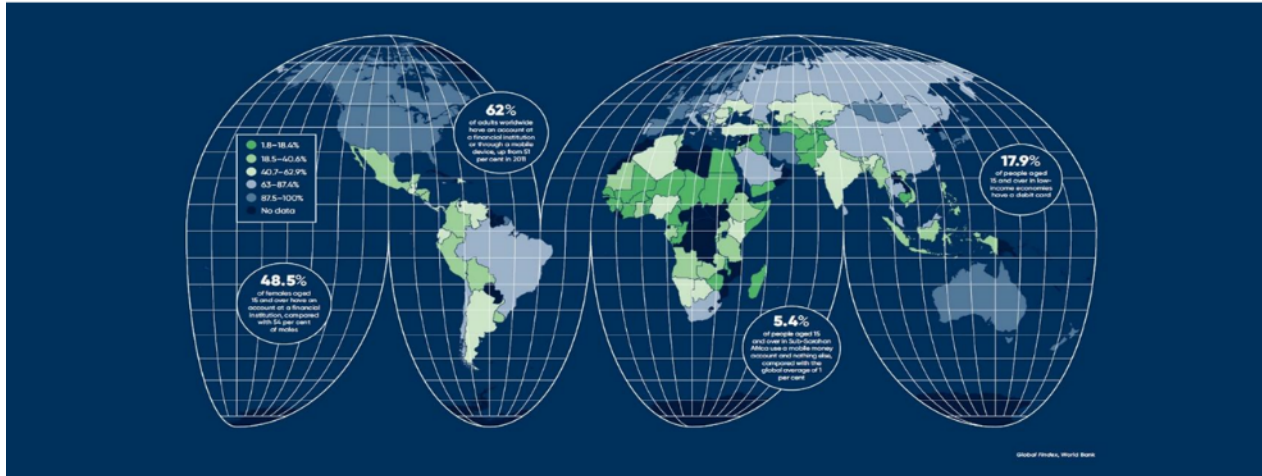 62%
of adults worldwide
have an account at
a financial institution
or through a mobile
device, up from 51
per cent in 2011
1.8–18.4%
18.5–40.6%
40.7–62.9%
63–87.4%
87.5–100%
No data
17.9%
of people aged
15 and over in low-
income economies
have a debit card
48.5%
of females aged
15 and over have an
account at a financial
institution, compared
with 54 per cent
of males
5.4%
of people aged 15
and over in Sub-Saharan
Africa use a mobile money
account and nothing else,
compared with the
global average of 1
per cent
Global Findex, World Bank